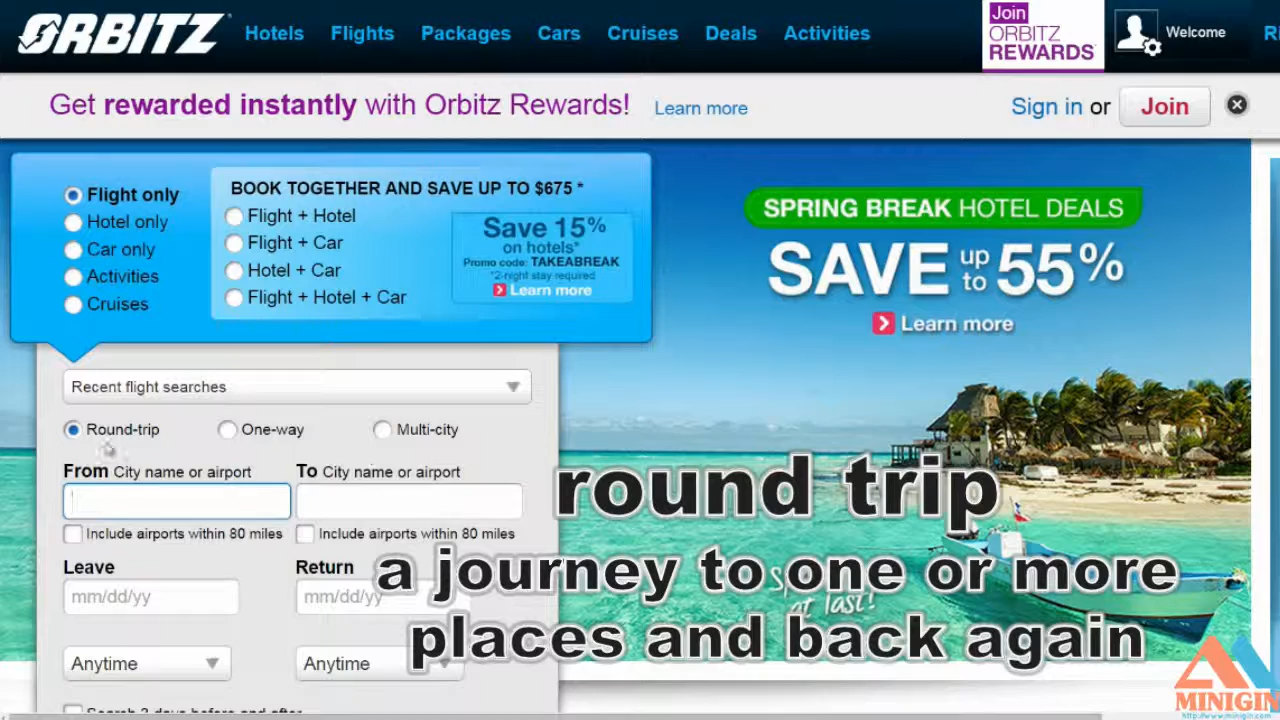 ORBITZ Hotels Flights Packages Cars Cruises Deals Activities
Join
ORBITZ
REWARDS
Welcome
Get rewarded instantly with Orbitz Rewards! Learn more Sign in or Join
Flight only
Hotel only
Car only
Activities
Cruises
BOOK TOGETHER AND SAVE UP TO $675 *
Flight + Hotel
Flight + Car
Hotel + Car
Flight + Hotel + Car
Save 15%
on hotels*
Promo code: TAKEABREAK
*2-night stay required
Learn more
SPRING BREAK HOTEL DEALS
SAVE up to 55%
Learn more
Recent flight searches
Round-trip One-way Multi-city
From City name or airport To City name or airport
Include airports within 80 miles Include airports within 80 miles
Leave Return
mm/dd/yy mm/dd/yy
Anytime Anytime
round trip
a journey to one or more
places and back again
at last!
MINIGIN
http://www.minigin.com